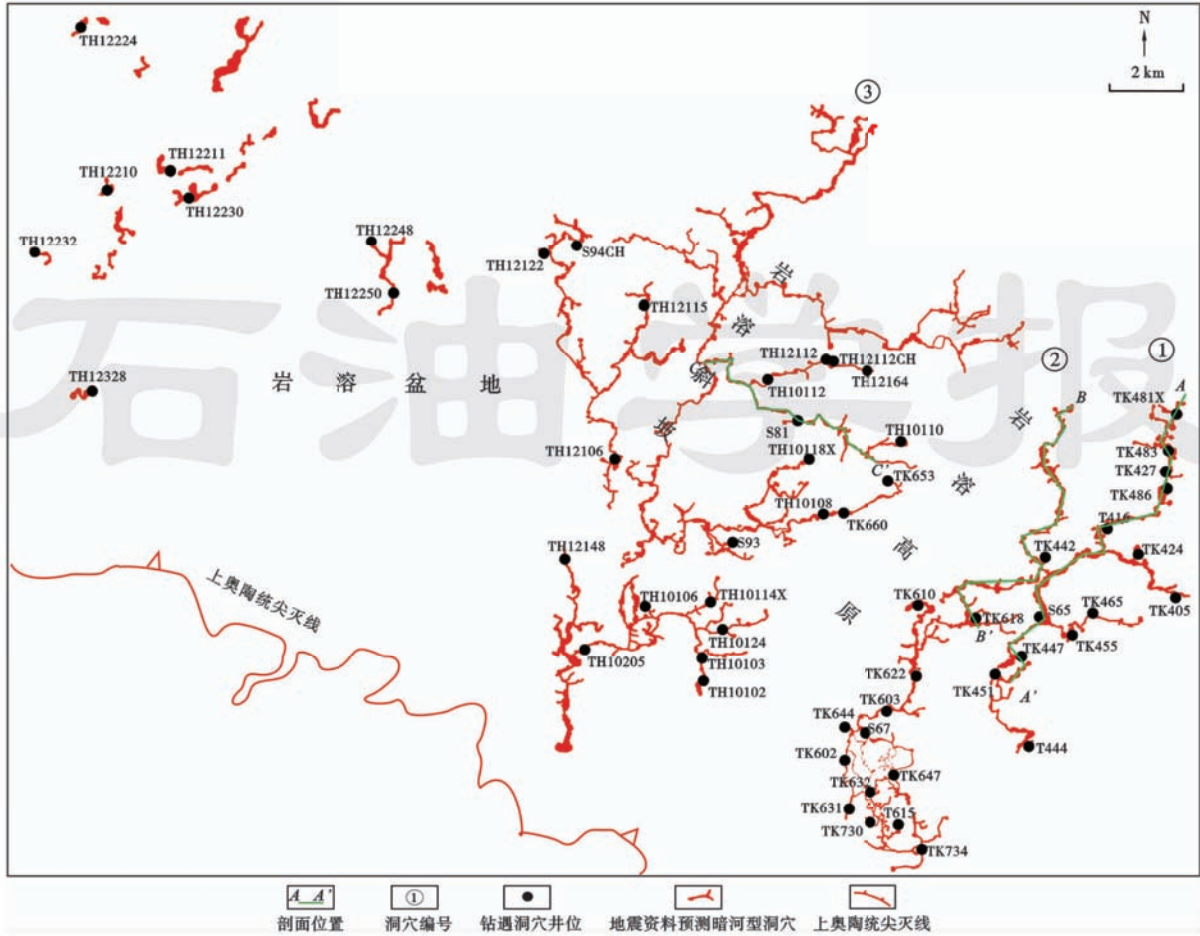 TH12224
③
N
2 km
TH12211
TH12210
TH12230
TH12232
TH12248
TH12250
TH12122
S94CH
TH12115
TH12328
岩溶盆地
岩溶斜坡
TH12112
TH12112CH
TH12164
TH10112
C
S81
TH10110
TH10118X
C'
TK653
TH12106
TH10108
TK660
S93
岩溶高原
②
①
B
A
TK481X
TK483
TK427
TK486
T416
TK424
TK442
TK405
TK465
S65
TK455
TK610
TK618
B'
TK447
TK451
A'
T444
TH12148
TH10106
TH10114X
TH10124
TH10205
TH10103
TH10102
TK622
TK603
TK644
S67
TK602
TK647
TK632
TK631
T615
TK730
TK734
上奥陶统尖灭线
石油学报
A A'
①
剖面位置
洞穴编号
钻遇洞穴井位
地震资料预测暗河型洞穴
上奥陶统尖灭线